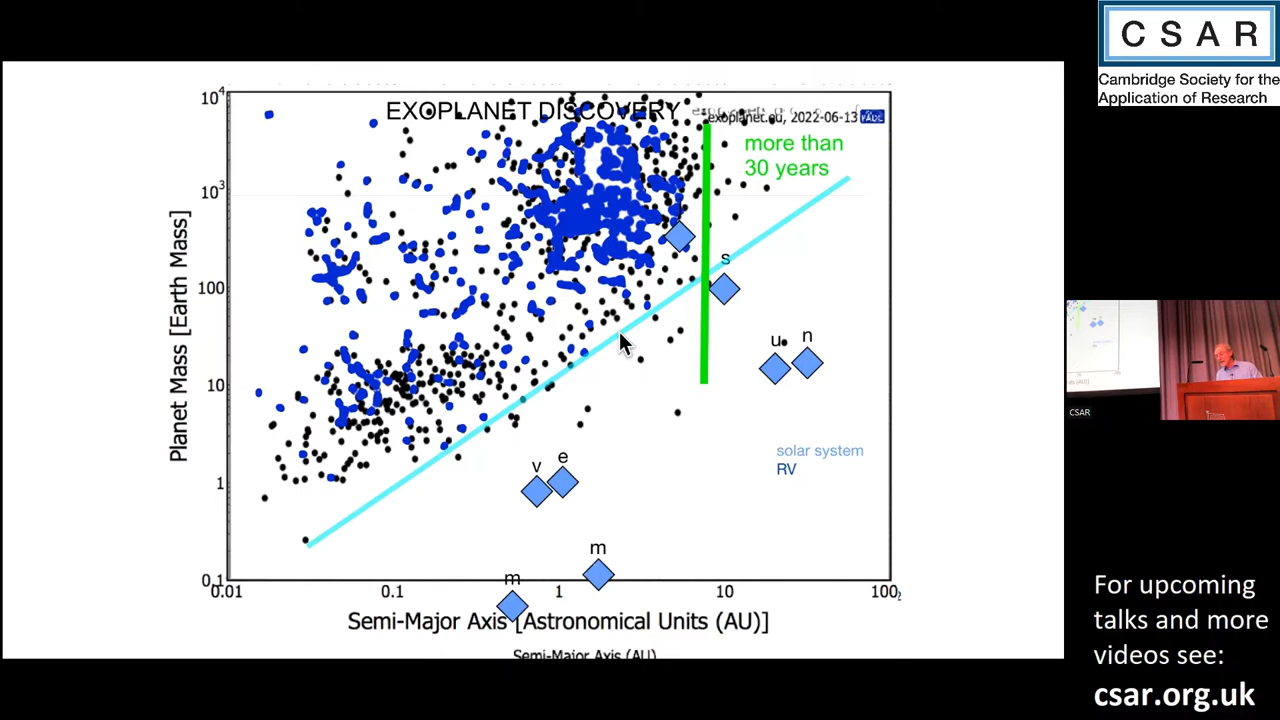 CSAR
Cambridge Society for the
Application of Research
EXOPLANET DISCOVERY
exoplanet.eu, 2022-06-13
more than
30 years
10⁴
10³
100
10
1
0.1
Planet Mass [Earth Mass]
j
s
u
n
v
e
m
m
solar system
RV
0.01
0.1
1
10
100
Semi-Major Axis [Astronomical Units (AU)]
Semi-Major Axis (AU)
CSAR
For upcoming
talks and more
videos see:
csar.org.uk